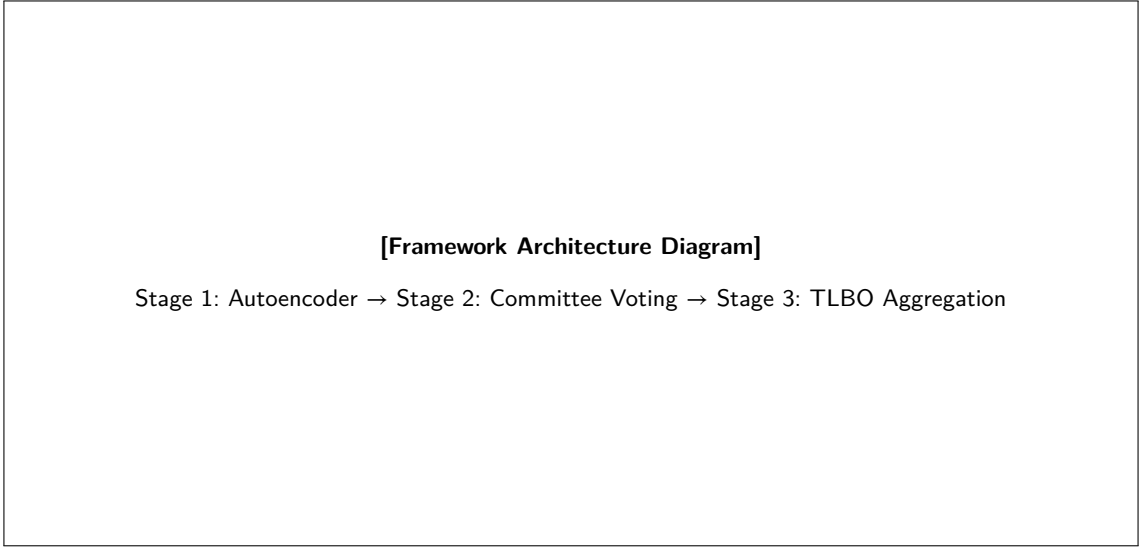 [Framework Architecture Diagram]
Stage 1: Autoencoder → Stage 2: Committee Voting → Stage 3: TLBO Aggregation